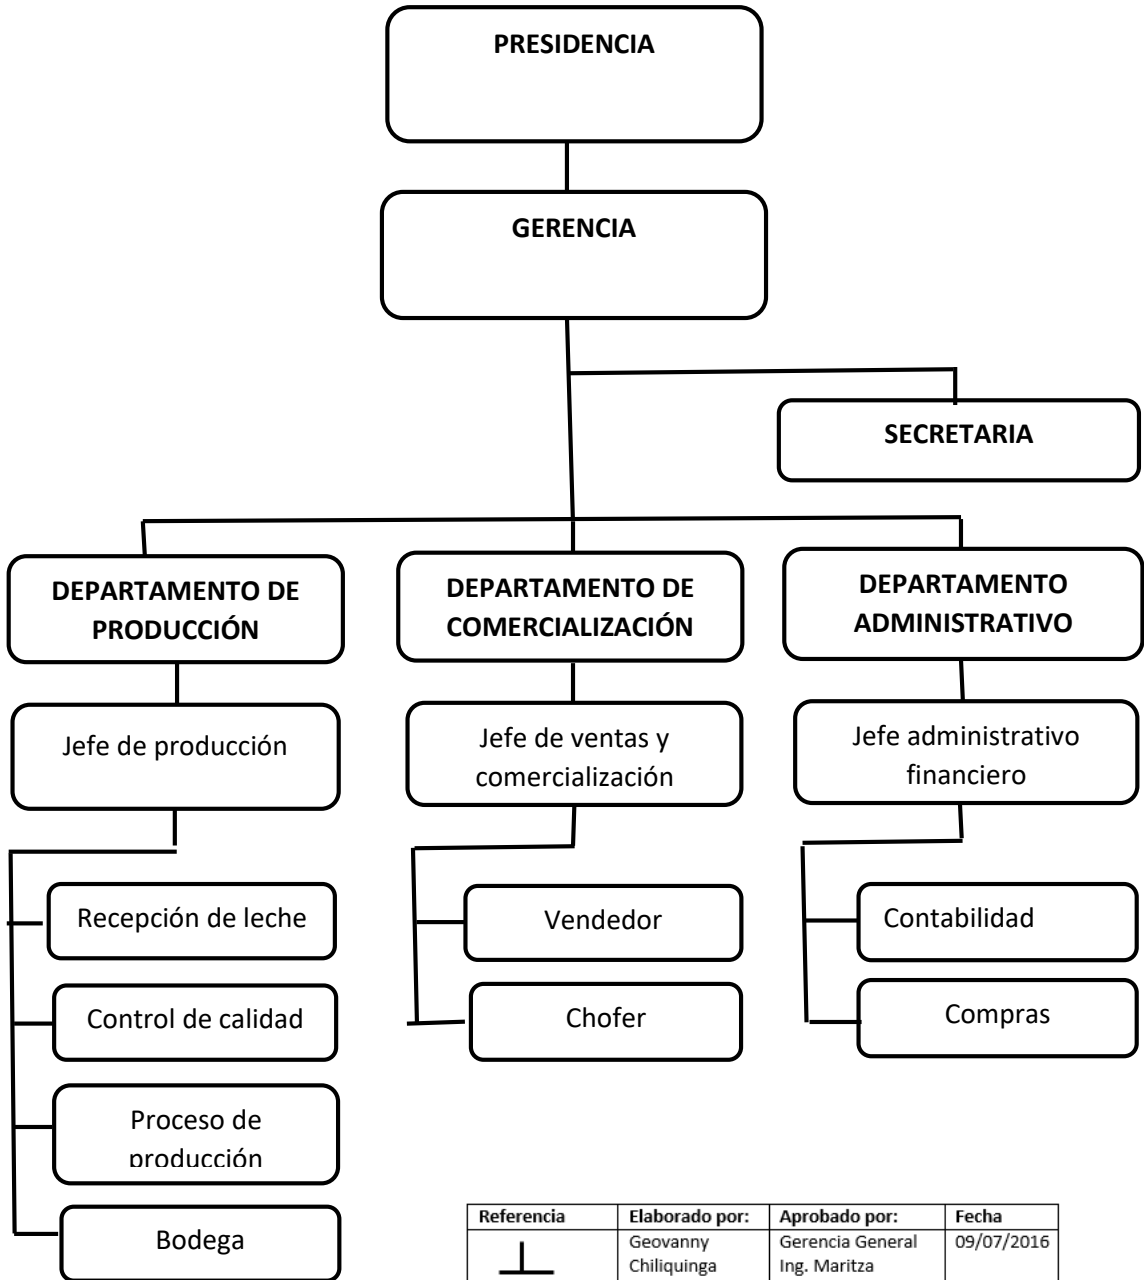 PRESIDENCIA
GERENCIA
SECRETARIA
DEPARTAMENTO DE
PRODUCCIÓN
DEPARTAMENTO DE
COMERCIALIZACIÓN
DEPARTAMENTO
ADMINISTRATIVO
Jefe de producción
Jefe de ventas y
comercialización
Jefe administrativo
financiero
Recepción de leche
Control de calidad
Proceso de
producción
Bodega
Vendedor
Chofer
Contabilidad
Compras
Referencia Elaborado por: Aprobado por: Fecha
Geovanny Gerencia General 09/07/2016
Chiliquinga Ing. Maritza